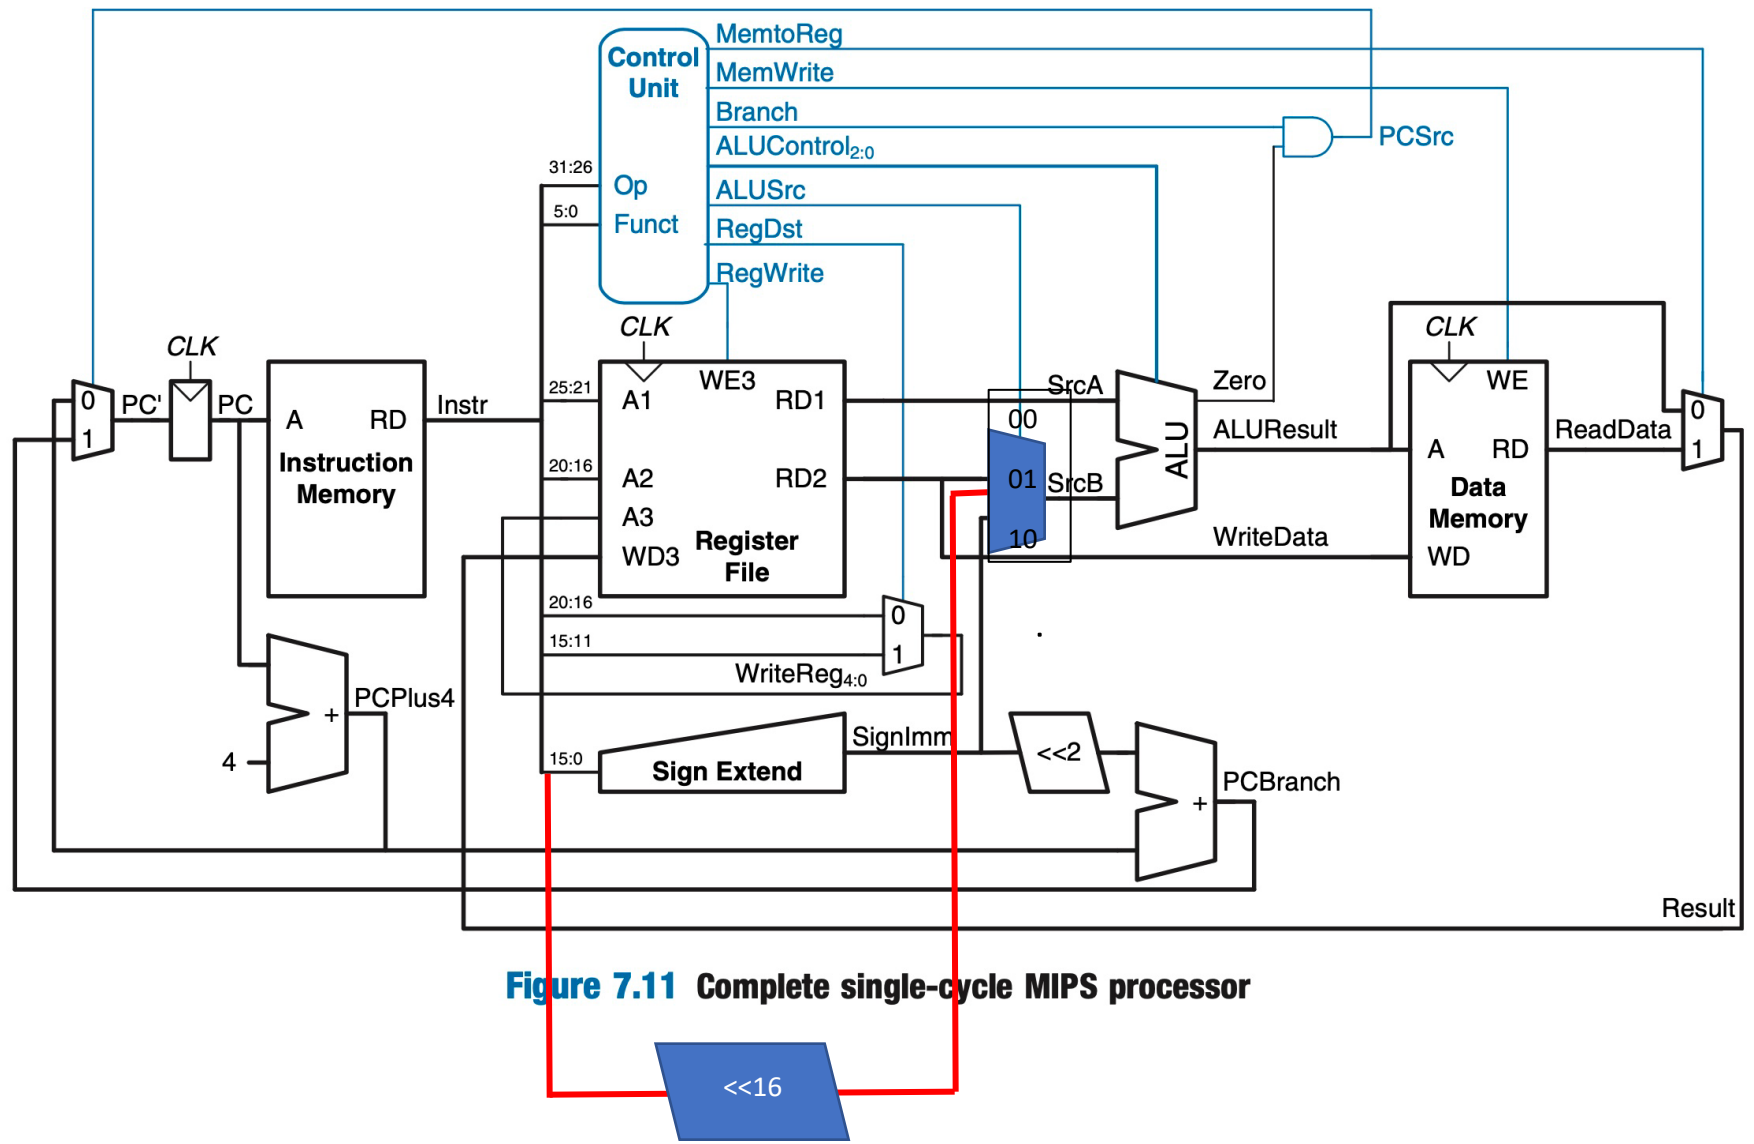 MemtoReg
Control
Unit
MemWrite
Branch
PCSrc
ALUControl2:0
31:26
Op
ALUSrc
5:0
Funct
RegDst
RegWrite
CLK
CLK
CLK
WE3
WE
0
PC'
PC
A
RD
Instr
25:21
A1
RD1
SrcA
Zero
0
1
00
ALUResult
ReadData
Instruction
Memory
20:16
A2
RD2
01
SrcB
ALU
A
RD
1
Data
Memory
A3
Register
File
10
WriteData
WD3
WD
20:16
0
15:11
1
WriteReg4:0
PCPlus4
+
4
15:0
Sign Extend
SignImm
<<2
PCBranch
+
Result
Figure 7.11 Complete single-cycle MIPS processor
<<16